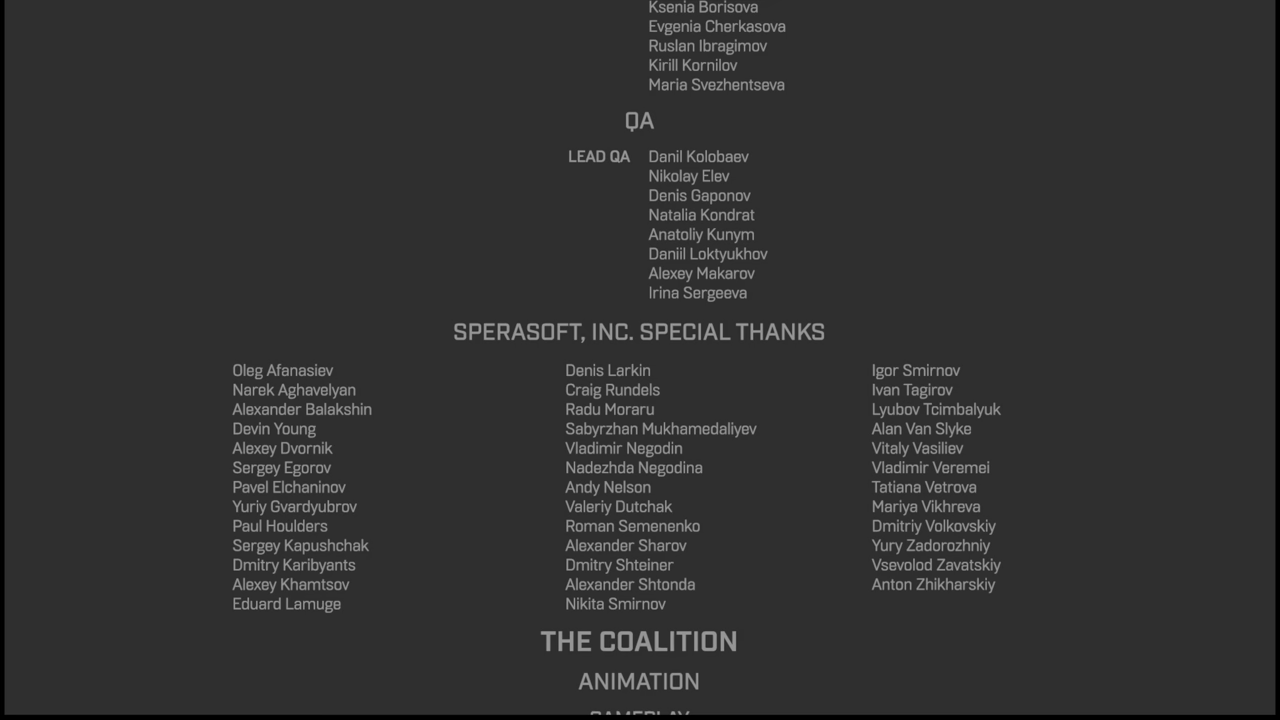 Ksenia Borisova
Evgenia Cherkasova
Ruslan Ibragimov
Kirill Kornilov
Maria Svezhentseva
QA
LEAD QA Danil Kolobaev
Nikolay Elev
Denis Gaponov
Natalia Kondrat
Anatoliy Kunym
Daniil Loktyukhov
Alexey Makarov
Irina Sergeeva
SPERASOFT, INC. SPECIAL THANKS
Oleg Afanasiev
Narek Aghavelyan
Alexander Balakshin
Devin Young
Alexey Dvornik
Sergey Egorov
Pavel Elchaninov
Yuriy Gvardyubrov
Paul Houlders
Sergey Kapushchak
Dmitry Karibyants
Alexey Khamtsov
Eduard Lamuge
Denis Larkin
Craig Rundels
Radu Moraru
Sabyrzhan Mukhamedaliyev
Vladimir Negodin
Nadezhda Negodina
Andy Nelson
Valeriy Dutchak
Roman Semenenko
Alexander Sharov
Dmitry Shteiner
Alexander Shtonda
Nikita Smirnov
Igor Smirnov
Ivan Tagirov
Lyubov Tcimbalyuk
Alan Van Slyke
Vitaly Vasiliev
Vladimir Veremei
Tatiana Vetrova
Mariya Vikhreva
Dmitriy Volkovskiy
Yury Zadorozhniy
Vsevolod Zavatskiy
Anton Zhikharskiy
THE COALITION
ANIMATION